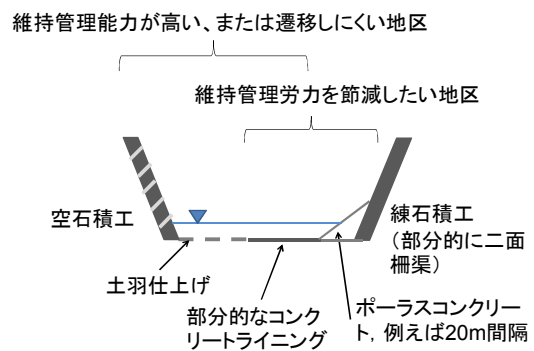 維持管理能力が高い、または遷移しにくい地区
維持管理労力を節減したい地区
空石積工
練石積工
（部分的に二面
柵渠）
土羽仕上げ
部分的なコンク
リートライニング
ポーラスコンクリー
ト，例えば20m間隔